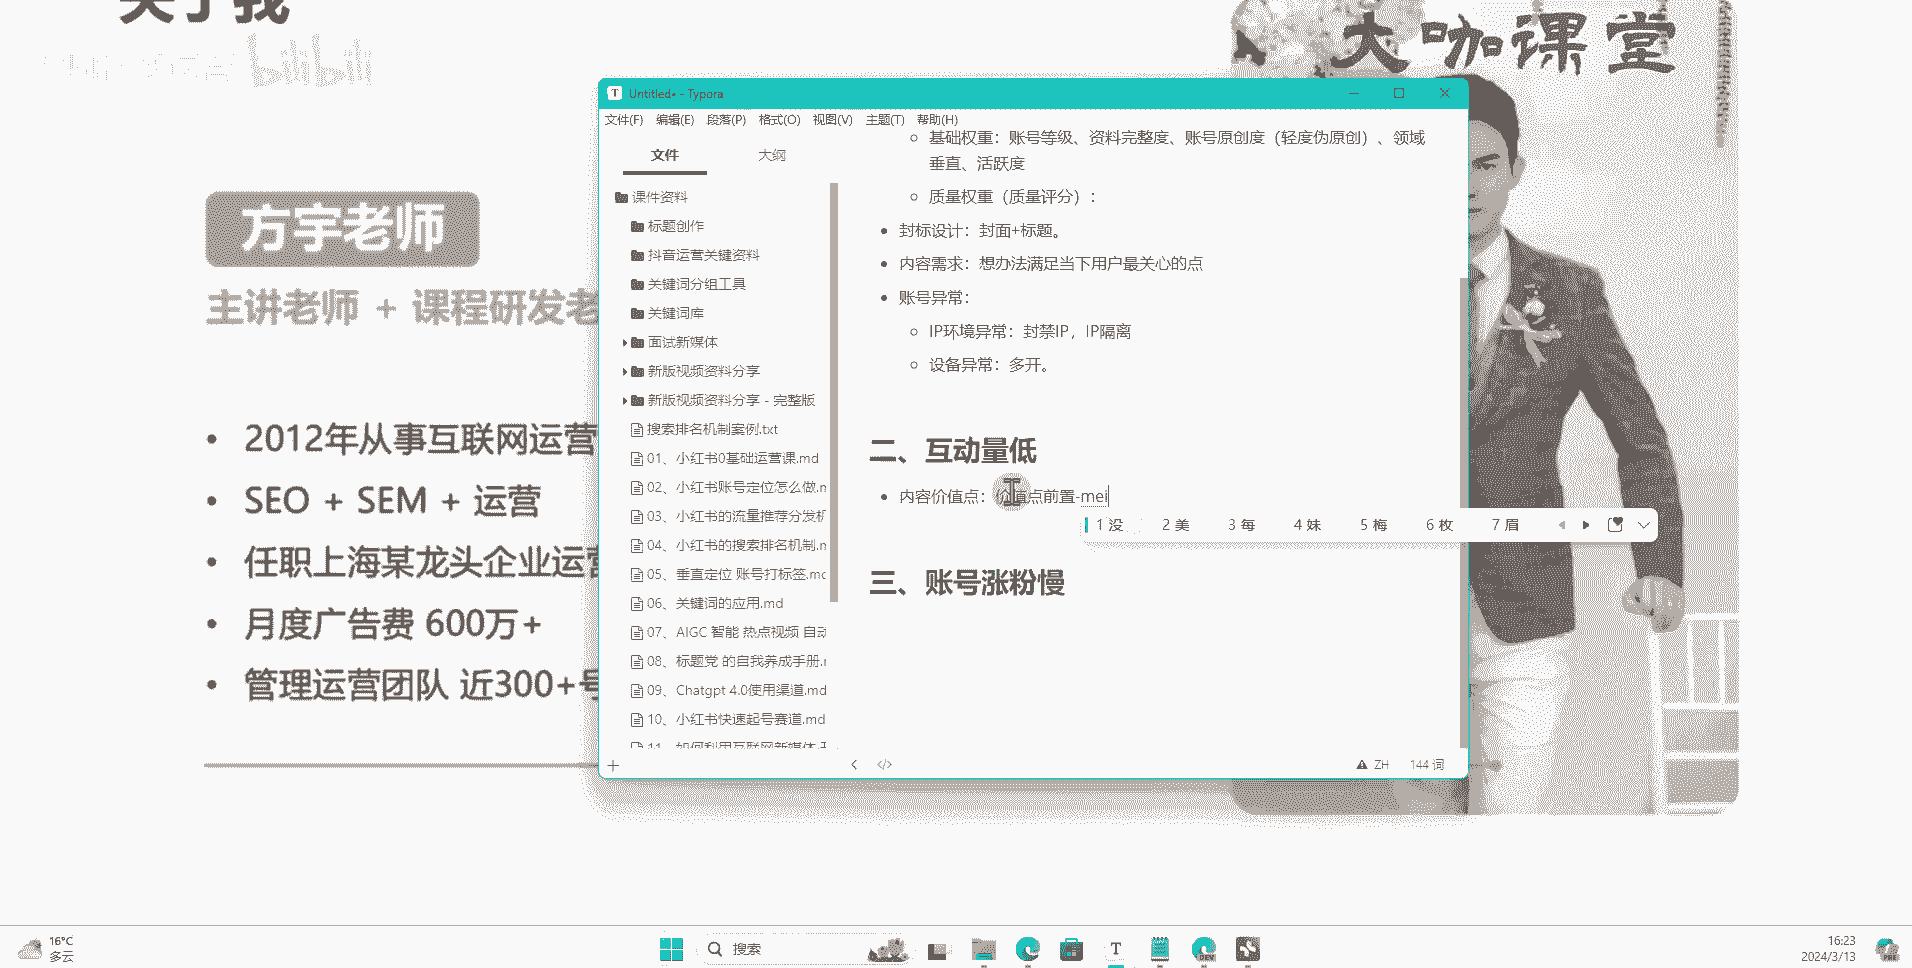 关于我
bilibili
大咖课堂
方宇老师
主讲老师 + 课程研发老
2012年从事互联网运营
SEO + SEM + 运营
任职上海某龙头企业运营
月度广告费 600万+
管理运营团队 近300+号
Untitled• - Typora
文件(F) 编辑(E) 段落(P) 格式(O) 视图(V) 主题(T) 帮助(H)
文件 大纲
课件资料
标题创作
抖音运营关键资料
关键词分组工具
关键词库
面试新媒体
新版视频资料分享
新版视频资料分享 - 完整版
搜索排名机制案例.txt
01、小红书0基础运营课.md
02、小红书账号定位怎么做.m
03、小红书的流量推荐分发机
04、小红书的搜索排名机制.m
05、垂直定位 账号打标签.mc
06、关键词的应用.md
07、AIGC 智能 热点视频 自动
08、标题党 的自我养成手册.r
09、Chatgpt 4.0使用渠道.md
10、小红书快速起号赛道.md
11、如何利用互联网新媒体
基础权重：账号等级、资料完整度、账号原创度（轻度伪原创）、领域
垂直、活跃度
质量权重（质量评分）：
封标设计：封面+标题。
内容需求：想办法满足当下用户最关心的点
账号异常：
IP环境异常：封禁IP，IP隔离
设备异常：多开。
二、互动量低
内容价值点：价值点前置-mei
1 没 2 美 3 每 4 妹 5 梅 6 枚 7 眉
三、账号涨粉慢
ZH 144 词
16°C
多云
搜索
16:23
2024/3/13